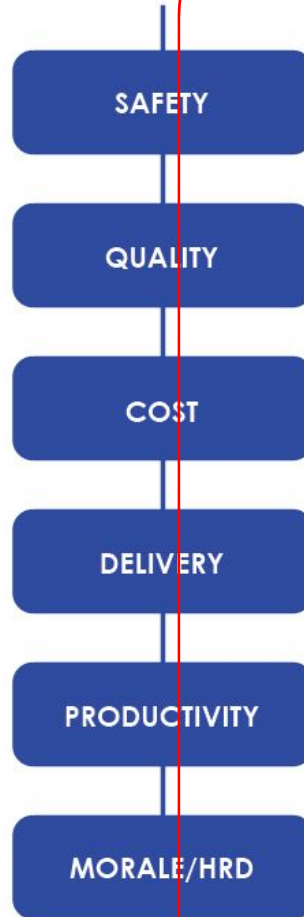 SAFETY
QUALITY
COST
DELIVERY
PRODUCTIVITY
MORALE/HRD